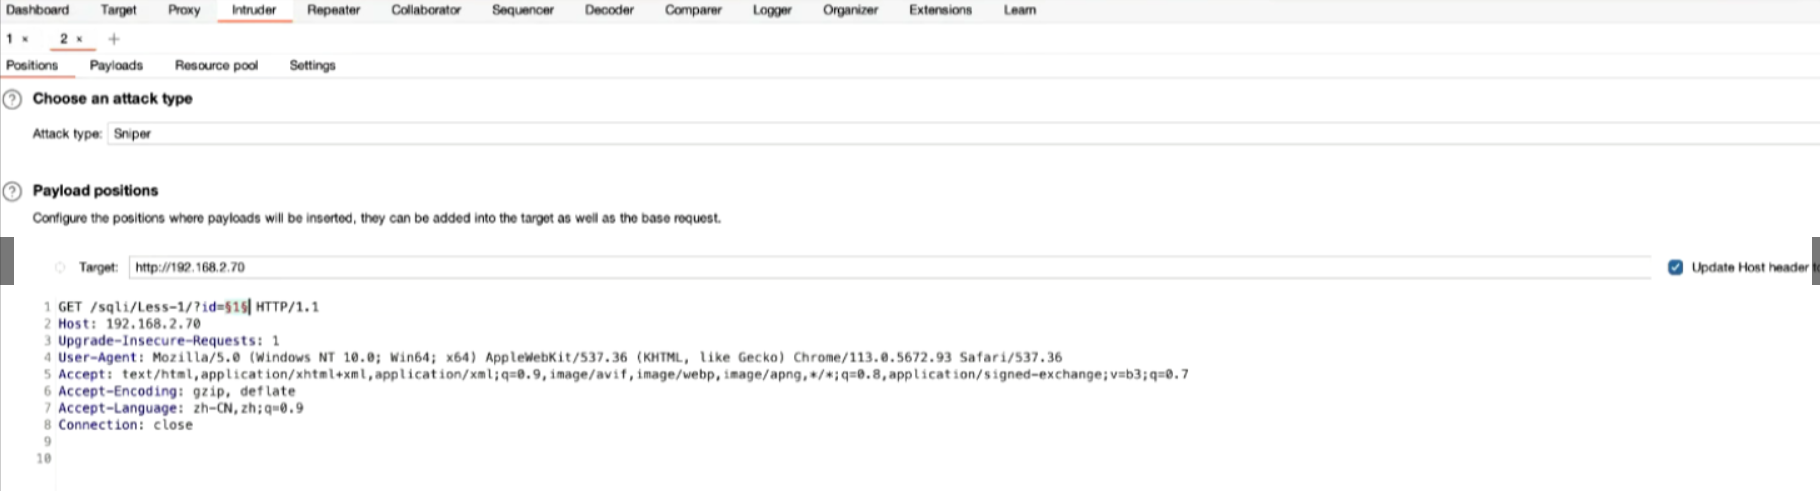 Dashboard Target Proxy Intruder Repeater Collaborator Sequencer Decoder Comparer Logger Organizer Extensions Learn
1 × 2 × +
Positions Payloads Resource pool Settings
? Choose an attack type
Attack type: Sniper
? Payload positions
Configure the positions where payloads will be inserted, they can be added into the target as well as the base request.
Target: http://192.168.2.70 Update Host header
1 GET /sqli/Less-1/?id=§1§ HTTP/1.1
2 Host: 192.168.2.70
3 Upgrade-Insecure-Requests: 1
4 User-Agent: Mozilla/5.0 (Windows NT 10.0; Win64; x64) AppleWebKit/537.36 (KHTML, like Gecko) Chrome/113.0.5672.93 Safari/537.36
5 Accept: text/html,application/xhtml+xml,application/xml;q=0.9,image/avif,image/webp,image/apng,*/*;q=0.8,application/signed-exchange;v=b3;q=0.7
6 Accept-Encoding: gzip, deflate
7 Accept-Language: zh-CN,zh;q=0.9
8 Connection: close
9
10